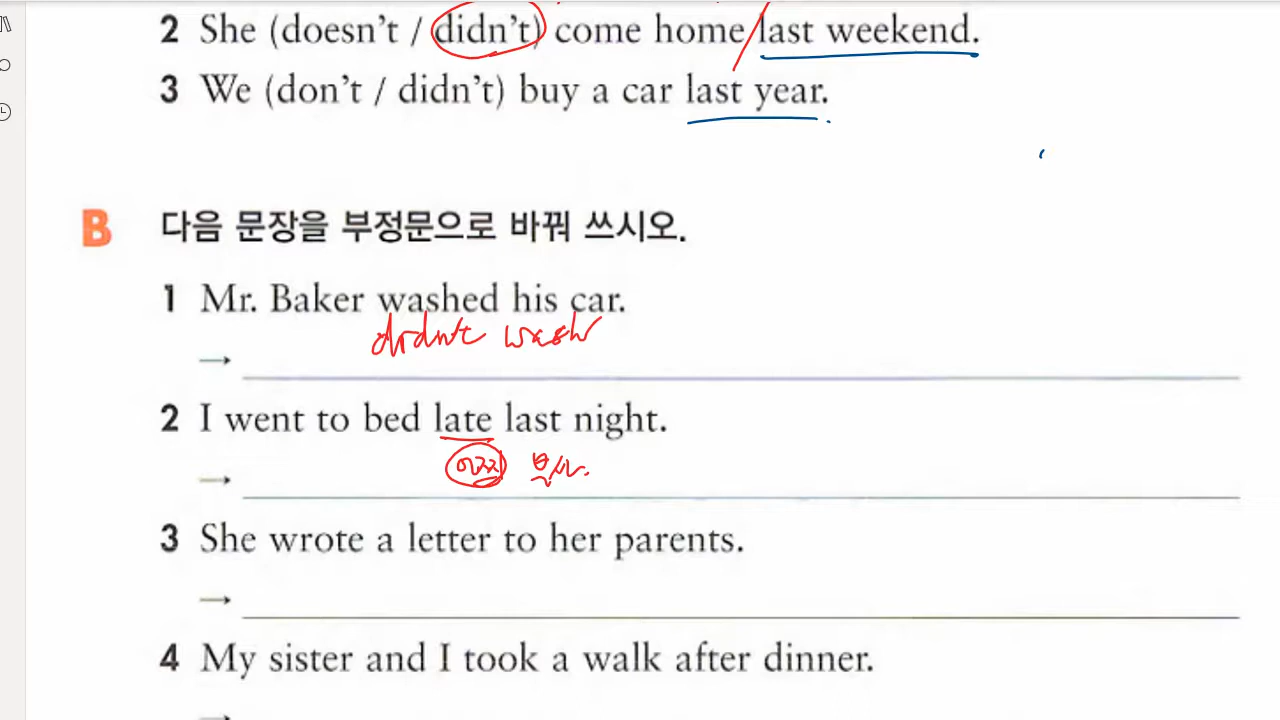 2 She (doesn't / didn't) come home / last weekend.
3 We (don't / didn't) buy a car last year.
B 다음 문장을 부정문으로 바꿔 쓰시오.
1 Mr. Baker washed his car.
didn't wash
→
2 I went to bed late last night.
→
3 She wrote a letter to her parents.
→
4 My sister and I took a walk after dinner.
→